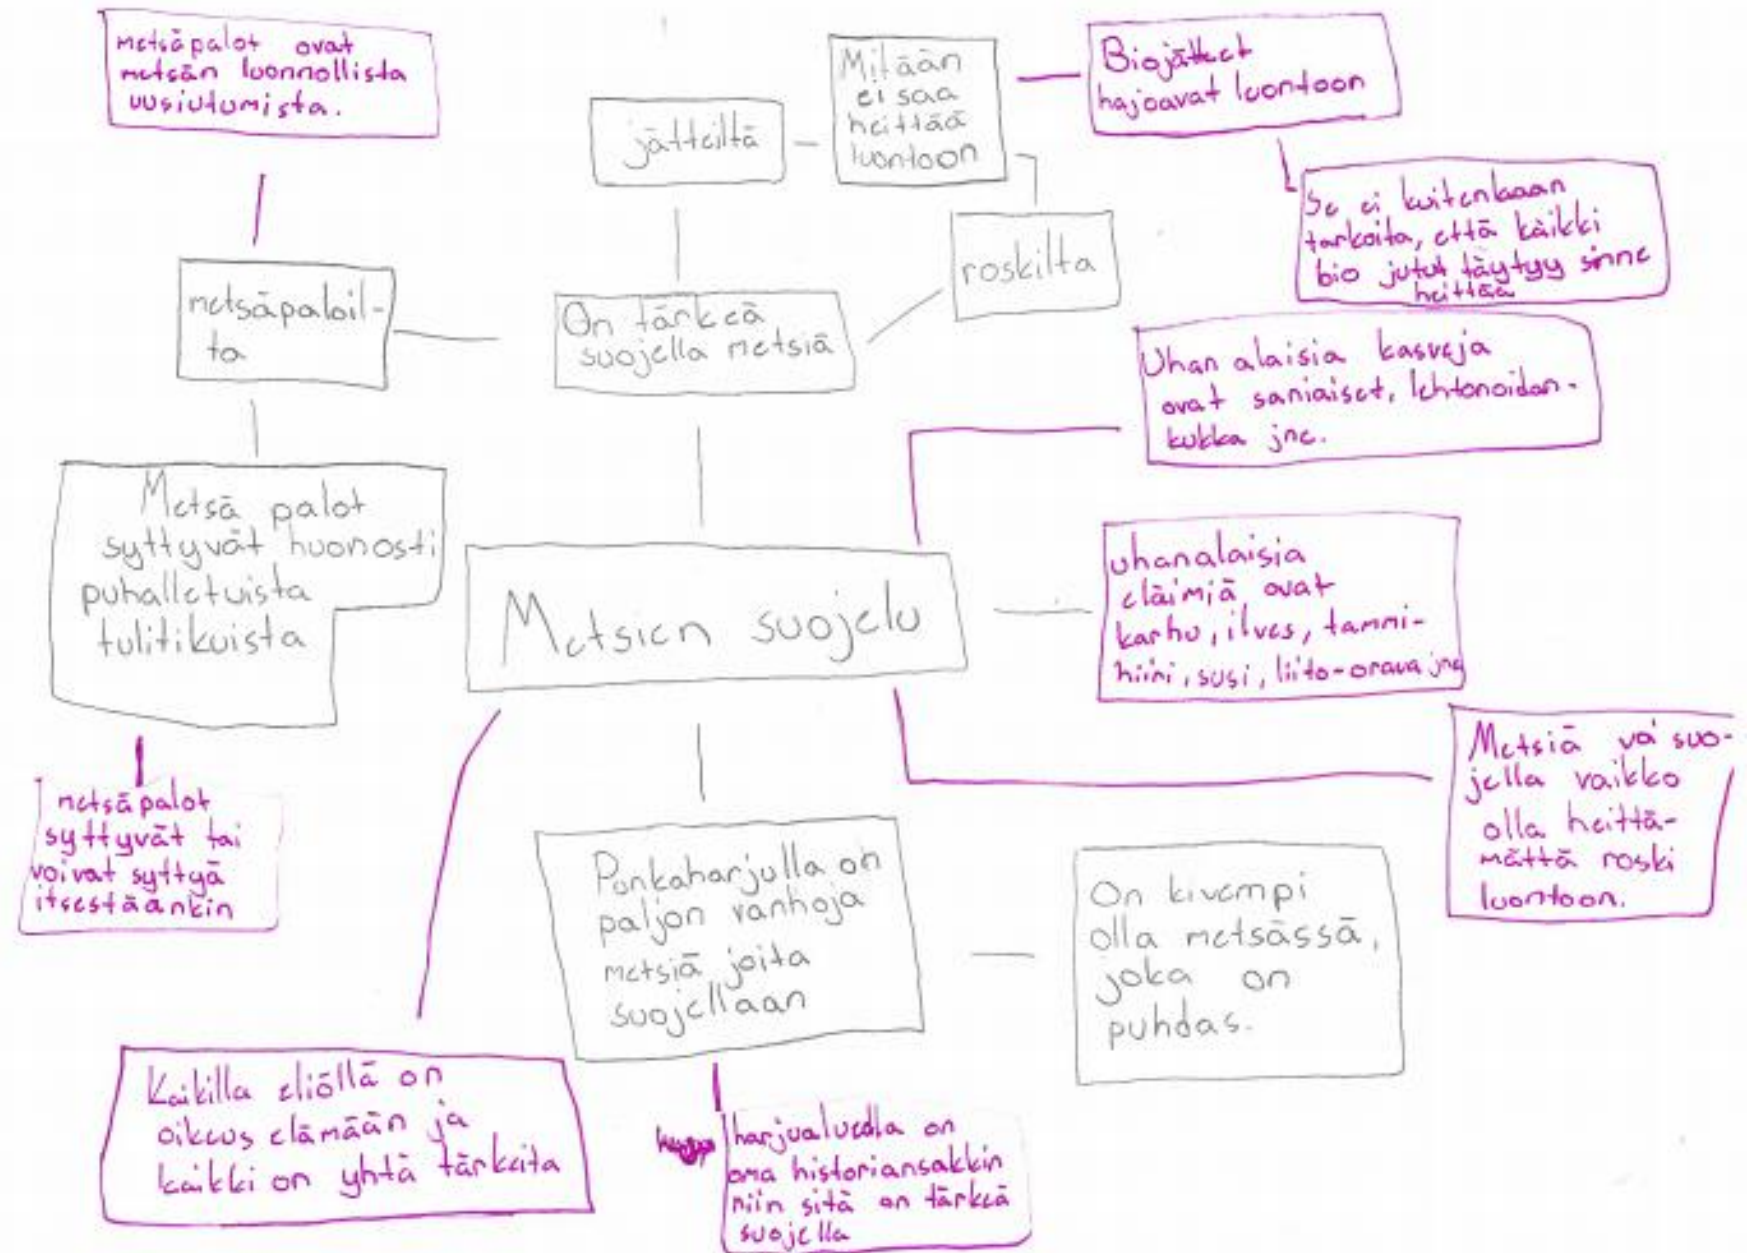 metsäpalot ovat
metsän luonnollista
uusiutumista.
jätteiltä
Mitään
ei saa
heittää
luontoon
Biojätteet
hajoavat luontoon
Se ei kuitenkaan
tarkoita, että kaikki
bio jutut täytyy sinne
heittää
roskilta
metsäpaloil-
ta
On tärkeä
suojella metsiä
Uhan alaisia kasveja
ovat saniaiset, lehtonoidan-
kukka jne.
Metsä palot
syttyvät huonosti
puhalletuista
tulitikuista
Metsien suojelu
uhanalaisia
eläimiä ovat
karhu, ilves, tammi-
hiiri, susi, liito-orava jne
Metsiä voi suo-
jella vaikko
olla heittä-
mättä roski
luontoon.
metsäpalot
syttyvät tai
voivat syttyä
itsestäänkin
Punkaharjulla on
paljon vanhoja
metsiä joita
suojellaan
On kivempi
olla metsässä,
joka on
puhdas.
Kaikilla eliöllä on
oikeus elämään ja
kaikki on yhtä tärkeitä
harjualueella on
oma historiansakkin
niin sitä on tärkeä
suojella